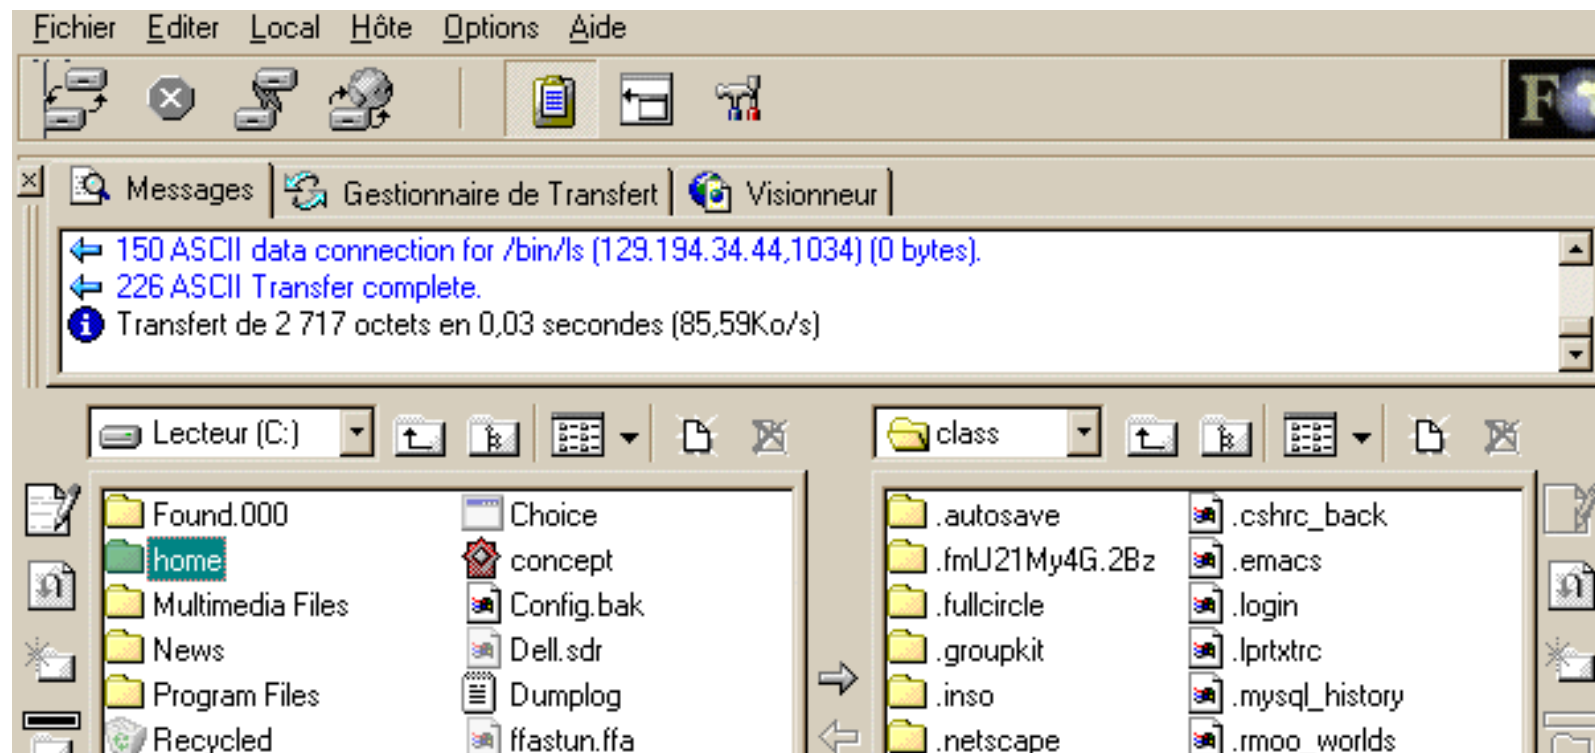 Fichier Editer Local Hôte Options Aide
F
Messages Gestionnaire de Transfert Visionneur
150 ASCII data connection for /bin/ls (129.194.34.44,1034) (0 bytes).
226 ASCII Transfer complete.
Transfert de 2 717 octets en 0,03 secondes (85,59Ko/s)
Lecteur (C:) class
Found.000 Choice .autosave .cshrc_back
home concept .fmU21My4G.2Bz .emacs
Multimedia Files Config.bak .fullcircle .login
News Dell.sdr .groupkit .lprtxtrc
Program Files Dumplog .inso .mysql_history
Recycled ffastun.ffa .netscape .rmoo_worlds